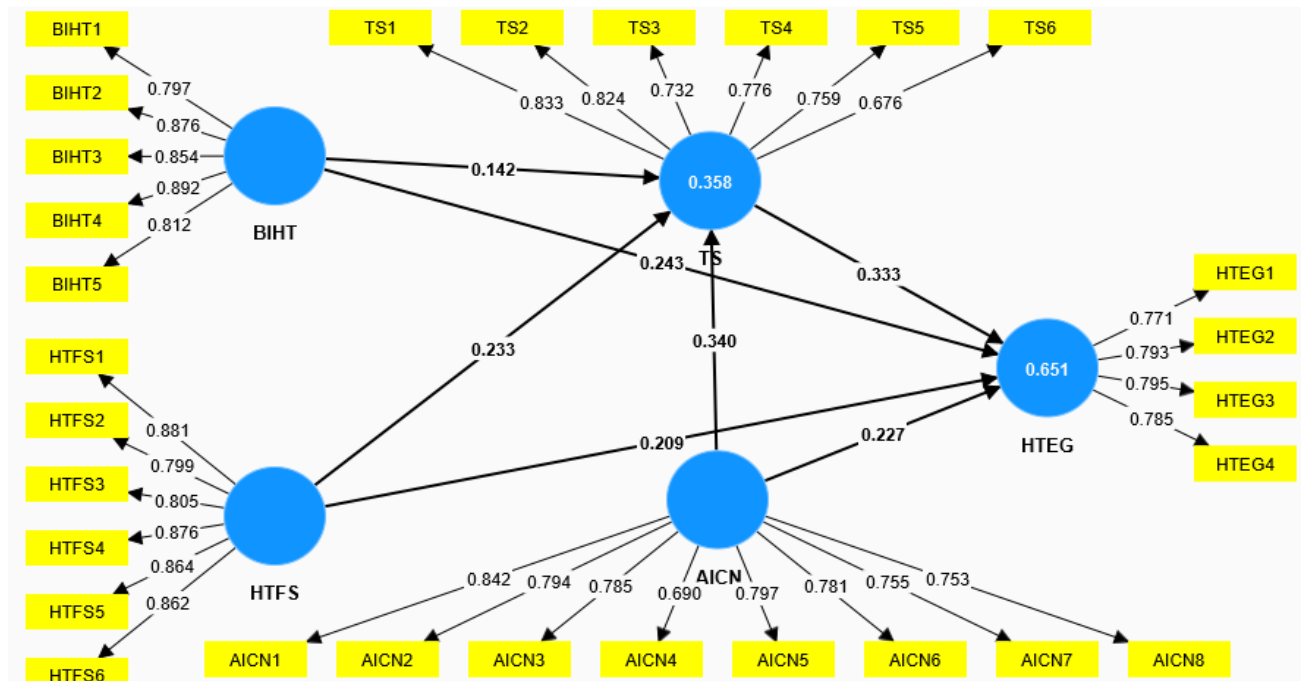 BIHT1
BIHT2
BIHT3
BIHT4
BIHT5
0.797
0.876
0.854
0.892
0.812
BIHT
TS1
TS2
TS3
TS4
TS5
TS6
0.833
0.824
0.732
0.776
0.759
0.676
0.358
TS
0.142
0.243
0.333
0.233
0.340
0.209
0.227
0.651
HTEG
HTEG1
HTEG2
HTEG3
HTEG4
0.771
0.793
0.795
0.785
HTFS1
HTFS2
HTFS3
HTFS4
HTFS5
HTFS6
0.881
0.799
0.805
0.876
0.864
0.862
HTFS
AICN
0.842
0.794
0.785
0.690
0.797
0.781
0.755
0.753
AICN1
AICN2
AICN3
AICN4
AICN5
AICN6
AICN7
AICN8